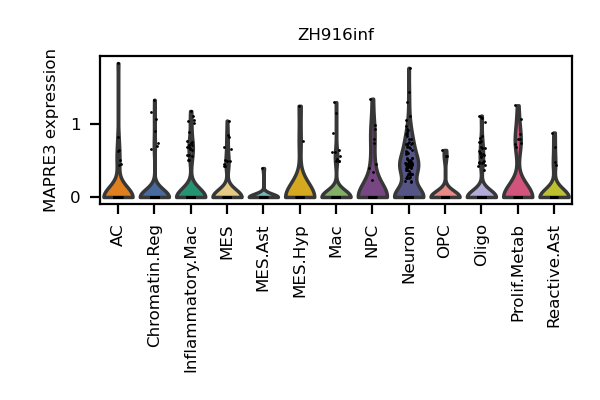 ZH916inf
MAPRE3 expression
1
0
AC
Chromatin.Reg
Inflammatory.Mac
MES
MES.Ast
MES.Hyp
Mac
NPC
Neuron
OPC
Oligo
Prolif.Metab
Reactive.Ast